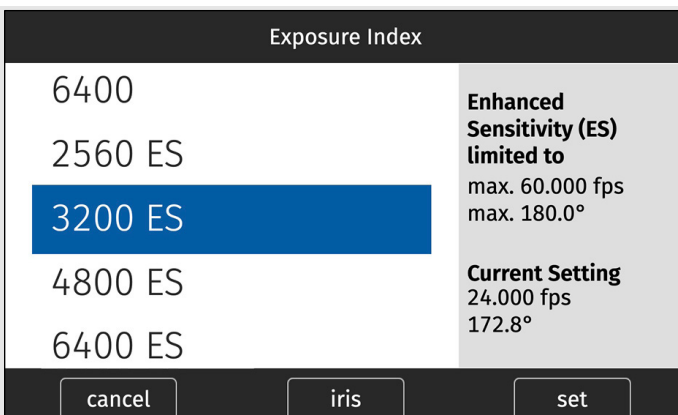 Exposure Index
6400
2560 ES
3200 ES
4800 ES
6400 ES
Enhanced
Sensitivity (ES)
limited to
max. 60.000 fps
max. 180.0°
Current Setting
24.000 fps
172.8°
cancel
iris
set